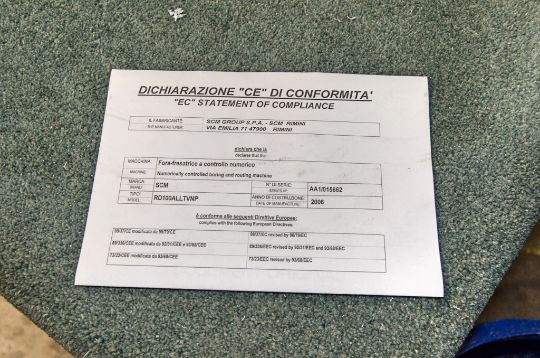 DICHIARAZIONE "CE" DI CONFORMITA'
"EC" STATEMENT OF COMPLIANCE
IL FABBRICANTE: SCM GROUP S.P.A. - SCM RIMINI
THE MANUFACTURER: VIA EMILIA 71 47900 - RIMINI
dichiara che la
declares that the
MACCHINA: Fora-fresatrice a controllo numerico
MACHINE: Numerically controlled boring and routing machine
MARCA: SCM N° DI SERIE: AA1/015862
BRAND: SERIES N°:
TIPO: RD100ALLTVNP ANNO DI COSTRUZIONE: 2006
MODEL: DATE OF MANUFACTURE:
è conforme alle seguenti Direttive Europee:
complies with the following European Directives:
98/37/CE modificata da 98/79/CE 98/37/EC revised by 98/79/EC
89/336/CEE modificata da 92/31/CEE e 93/68/CEE 89/336/EEC revised by 92/31/EEC and 93/68/EEC
73/23/CEE modificata da 93/68/CEE 73/23/EEC revised by 93/68/EEC